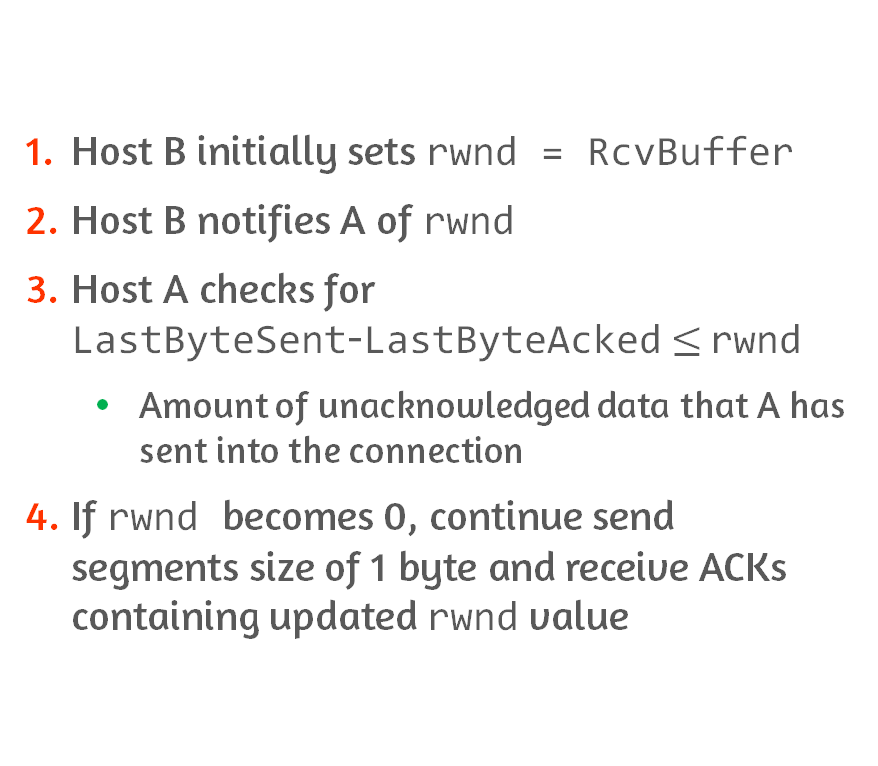 1. Host B initially sets rwnd = RcvBuffer
2. Host B notifies A of rwnd
3. Host A checks for
LastByteSent-LastByteAcked ≤ rwnd
• Amount of unacknowledged data that A has
sent into the connection
4. If rwnd becomes 0, continue send
segments size of 1 byte and receive ACKs
containing updated rwnd value